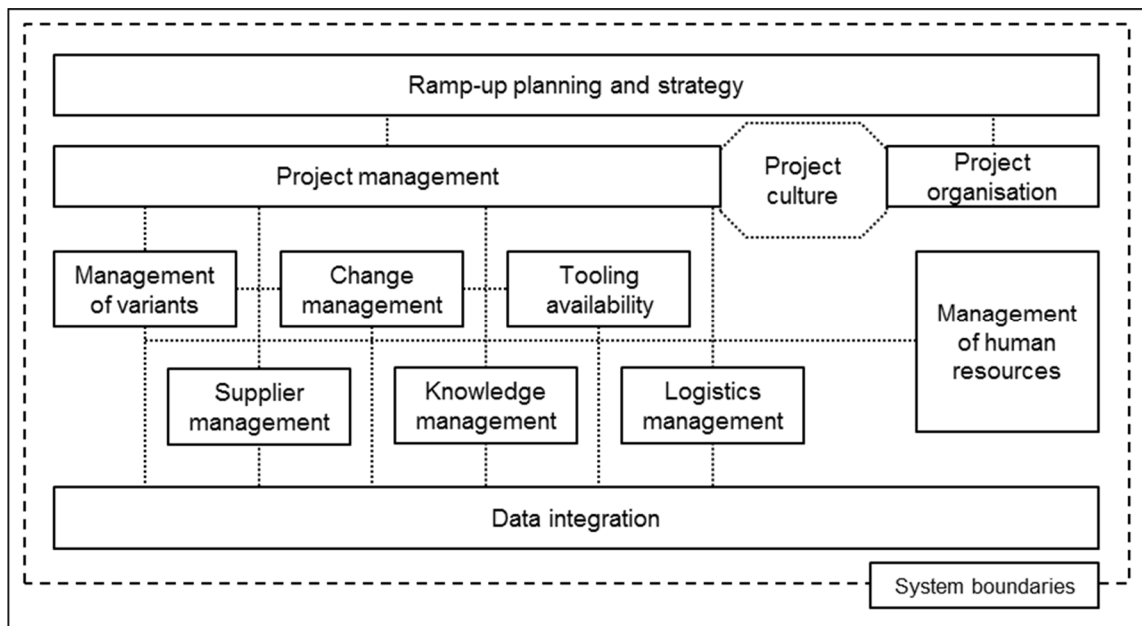 Ramp-up planning and strategy
Project management
Project
culture
Project
organisation
Management
of variants
Change
management
Tooling
availability
Management
of human
resources
Supplier
management
Knowledge
management
Logistics
management
Data integration
System boundaries